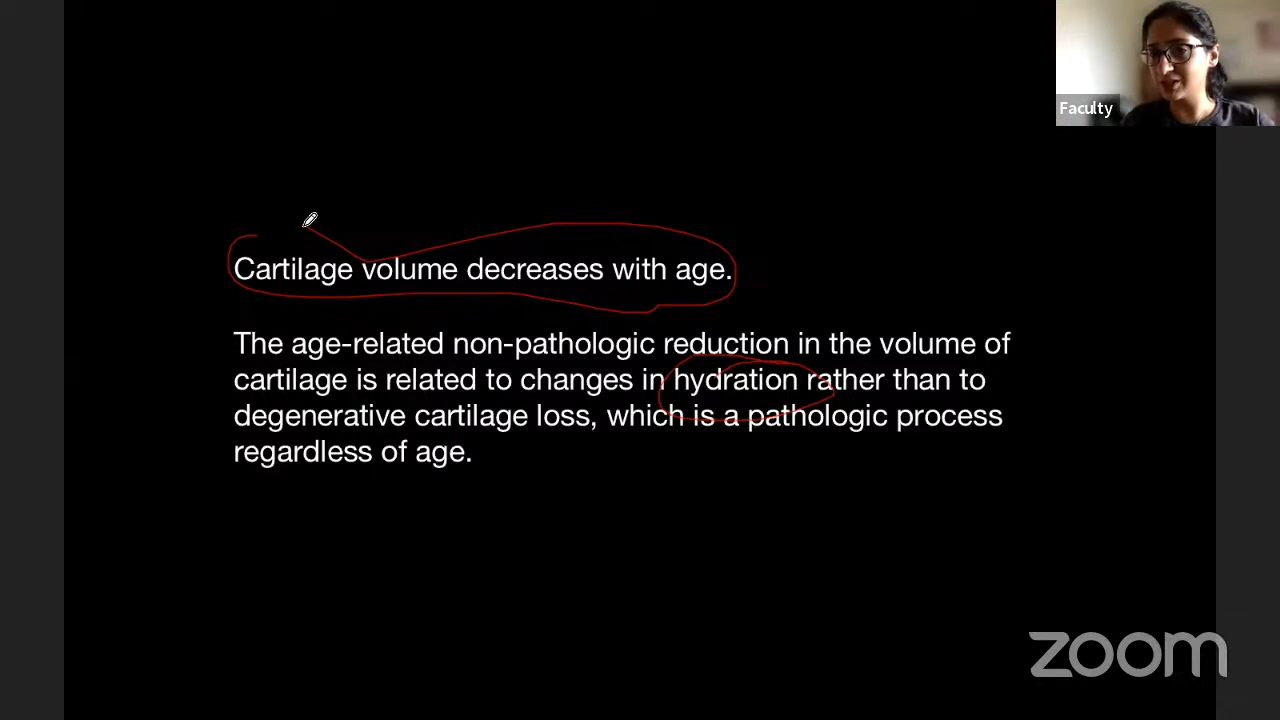 Faculty
Cartilage volume decreases with age.
The age-related non-pathologic reduction in the volume of
cartilage is related to changes in hydration rather than to
degenerative cartilage loss, which is a pathologic process
regardless of age.
zoom